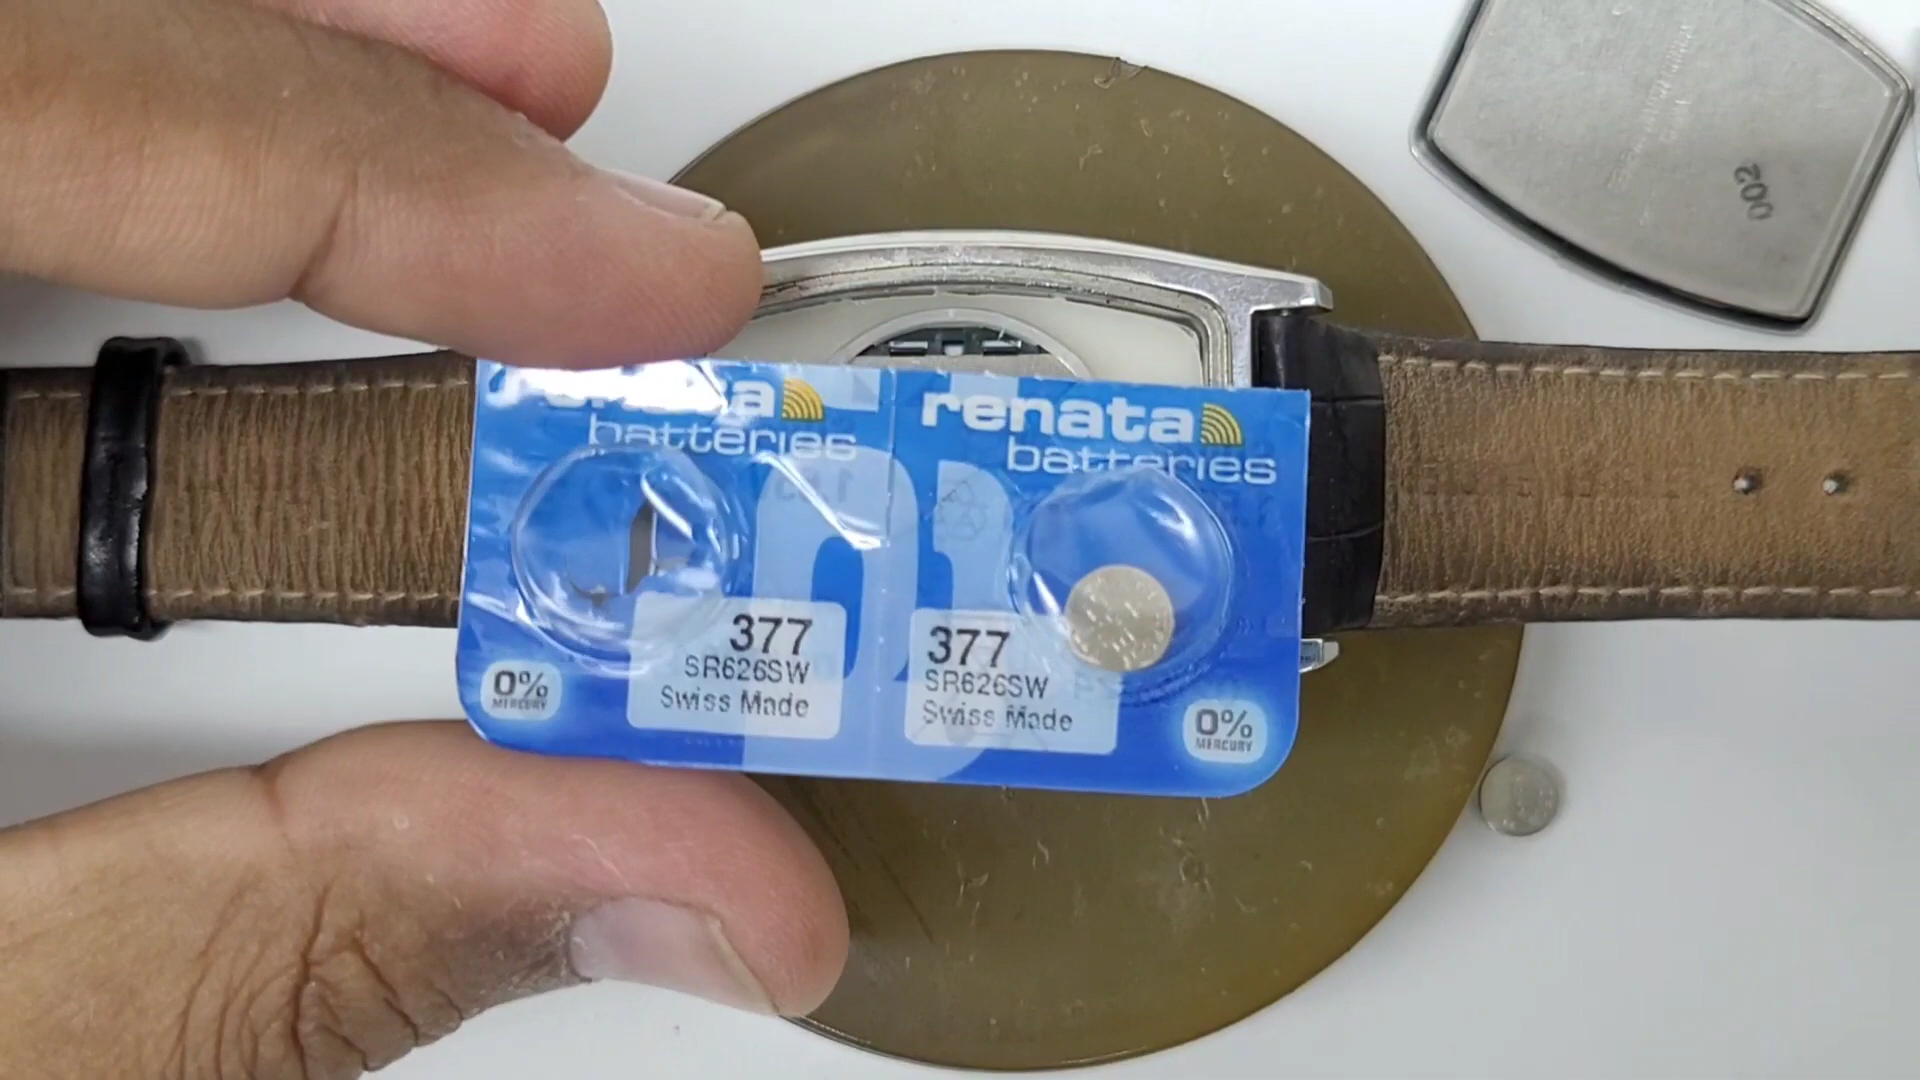 renata
batteries
377
SR626SW
Swiss Made
0%
MERCURY
renata
batteries
377
SR626SW
Swiss Made
0%
MERCURY
002